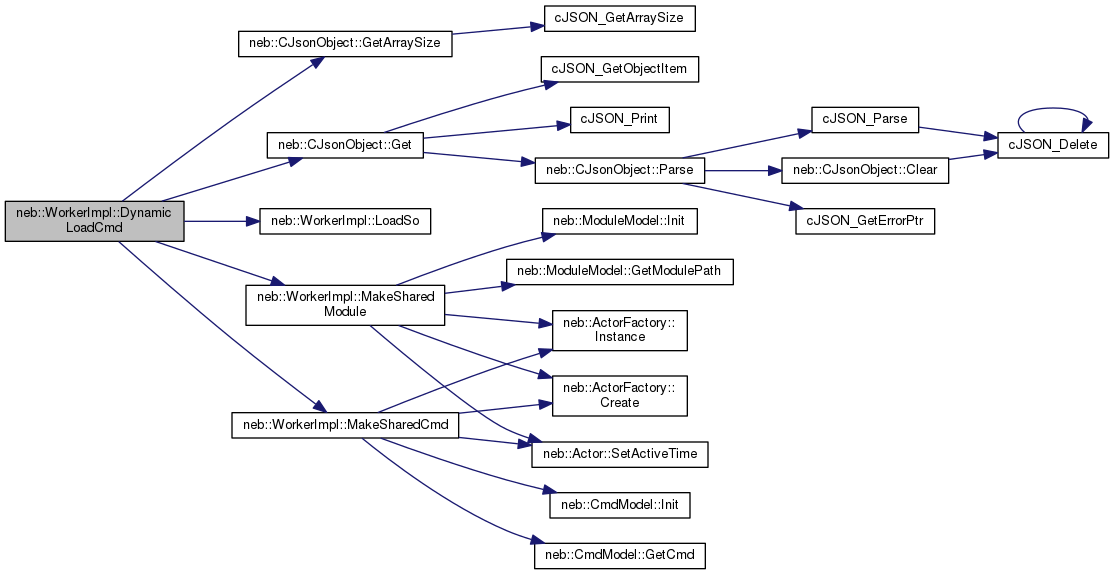 neb::WorkerImpl::Dynamic
LoadCmd
neb::CJsonObject::GetArraySize
cJSON_GetArraySize
neb::CJsonObject::Get
cJSON_GetObjectItem
cJSON_Print
neb::CJsonObject::Parse
cJSON_Parse
cJSON_Delete
neb::CJsonObject::Clear
cJSON_GetErrorPtr
neb::WorkerImpl::LoadSo
neb::WorkerImpl::MakeShared
Module
neb::ModuleModel::Init
neb::ModuleModel::GetModulePath
neb::ActorFactory::
Instance
neb::ActorFactory::
Create
neb::Actor::SetActiveTime
neb::WorkerImpl::MakeSharedCmd
neb::CmdModel::Init
neb::CmdModel::GetCmd